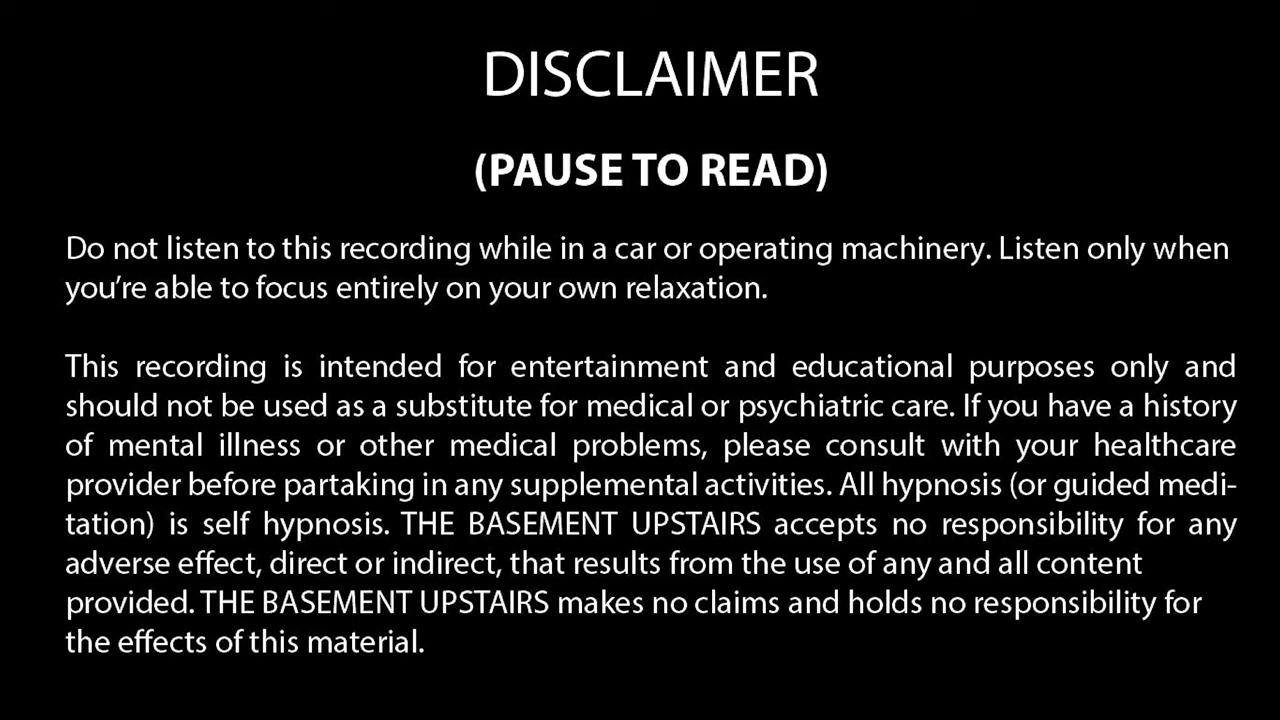 DISCLAIMER
(PAUSE TO READ)
Do not listen to this recording while in a car or operating machinery. Listen only when
you’re able to focus entirely on your own relaxation.
This recording is intended for entertainment and educational purposes only and
should not be used as a substitute for medical or psychiatric care. If you have a history
of mental illness or other medical problems, please consult with your healthcare
provider before partaking in any supplemental activities. All hypnosis (or guided medi-
tation) is self hypnosis. THE BASEMENT UPSTAIRS accepts no responsibility for any
adverse effect, direct or indirect, that results from the use of any and all content
provided. THE BASEMENT UPSTAIRS makes no claims and holds no responsibility for
the effects of this material.